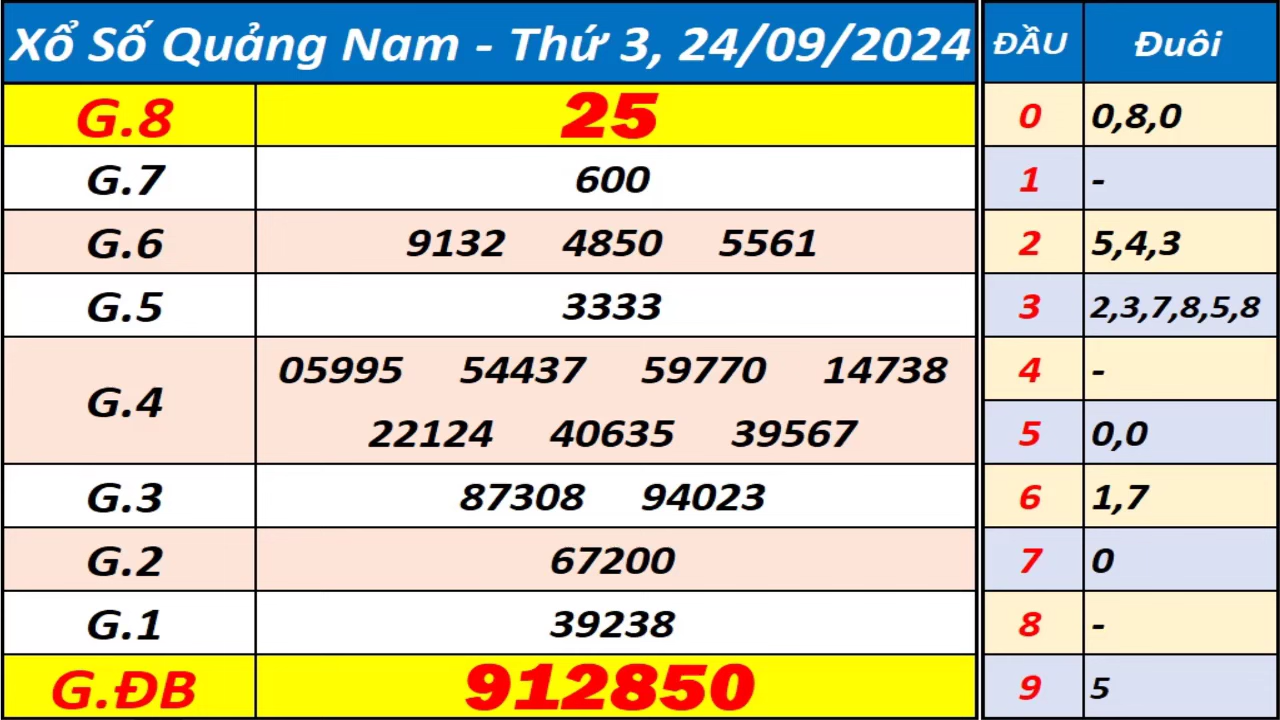 Xổ Số Quảng Nam - Thứ 3, 24/09/2024 ĐẦU Đuôi
G.8 25 0 0,8,0
G.7 600 1 -
G.6 9132 4850 5561 2 5,4,3
G.5 3333 3 2,3,7,8,5,8
G.4 05995 54437 59770 14738 4 -
22124 40635 39567 5 0,0
G.3 87308 94023 6 1,7
G.2 67200 7 0
G.1 39238 8 -
G.ĐB 912850 9 5